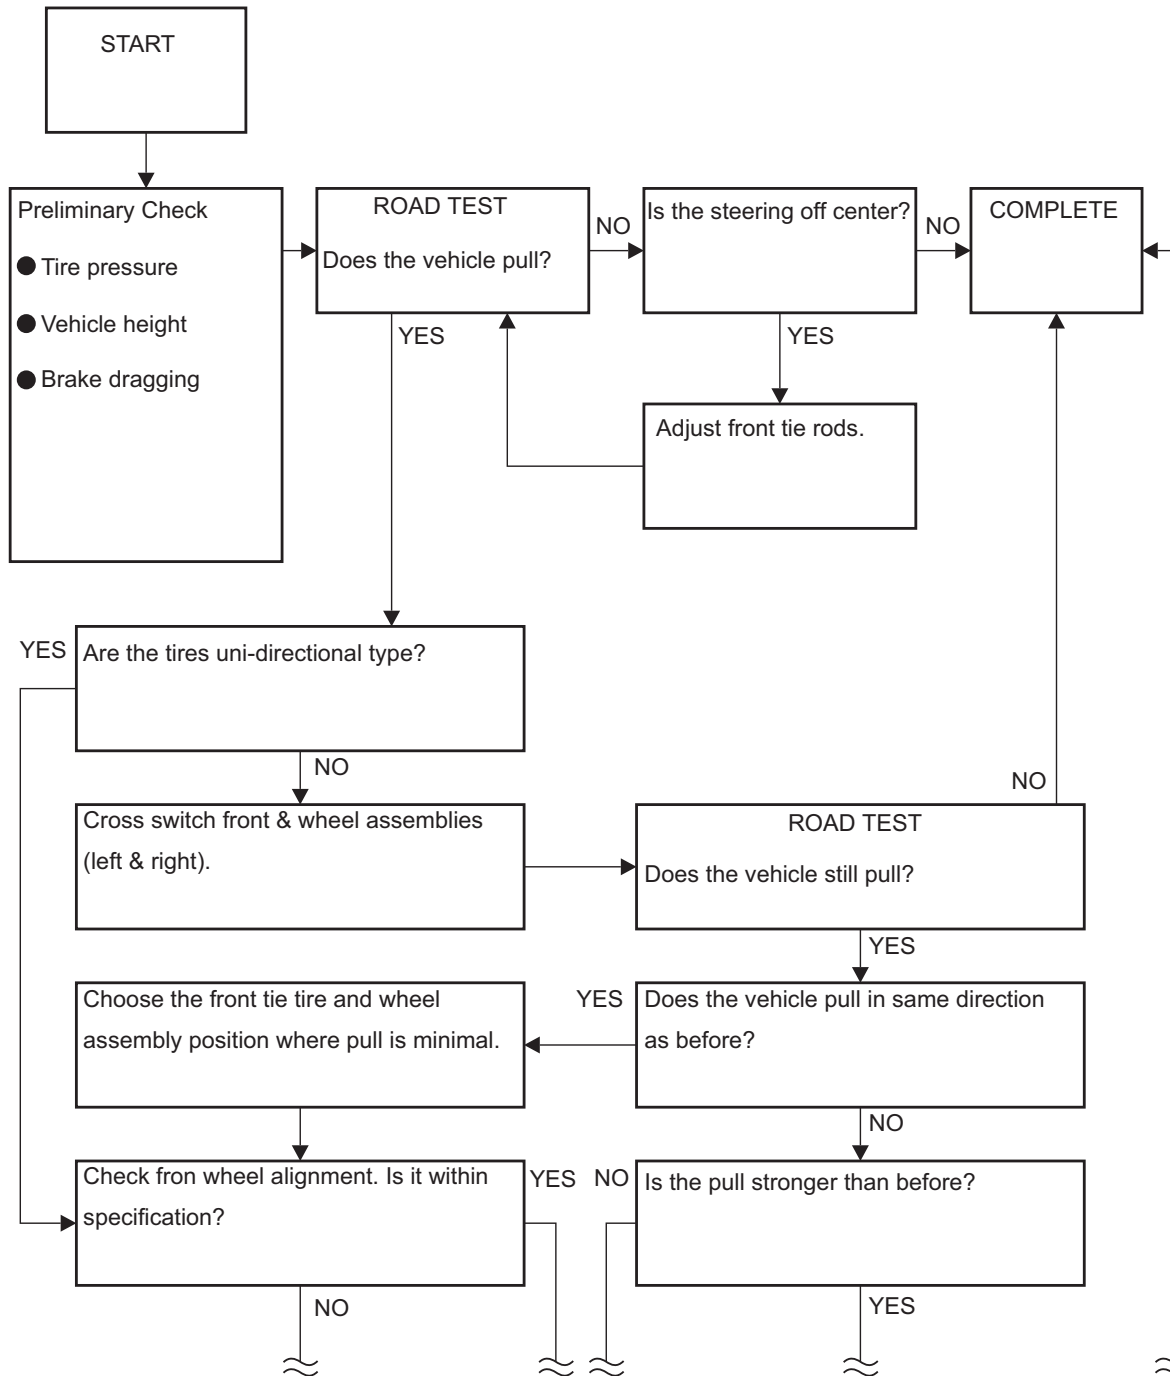 START
Preliminary Check
● Tire pressure
● Vehicle height
● Brake dragging
ROAD TEST
Does the vehicle pull?
NO
Is the steering off center?
NO
COMPLETE
YES
YES
Adjust front tie rods.
YES
Are the tires uni-directional type?
NO
Cross switch front & wheel assemblies
(left & right).
NO
ROAD TEST
Does the vehicle still pull?
YES
Choose the front tie tire and wheel
assembly position where pull is minimal.
YES
Does the vehicle pull in same direction
as before?
NO
Check fron wheel alignment. Is it within
specification?
YES
NO
Is the pull stronger than before?
NO
YES